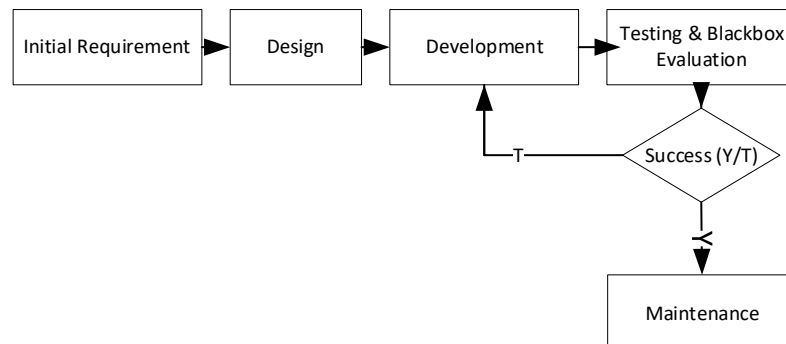 Initial Requirement
Design
Development
Testing & Blackbox
Evaluation
T
Success (Y/T)
Y
Maintenance